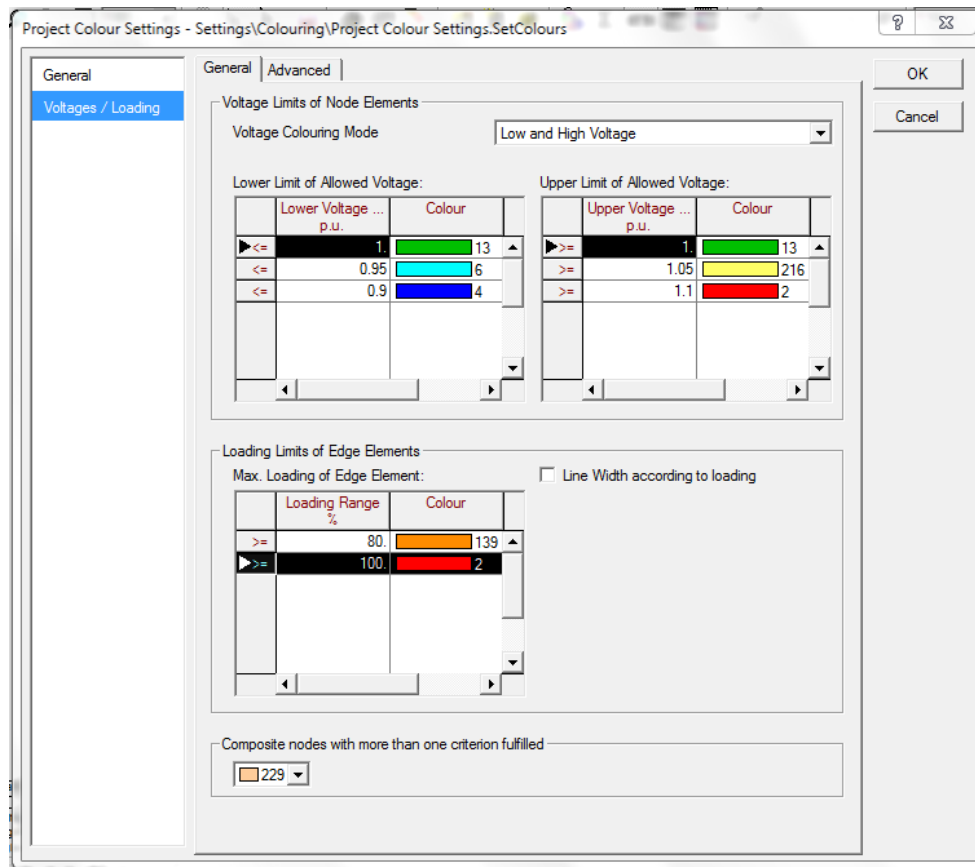 Project Colour Settings - Settings\Colouring\Project Colour Settings.SetColours
General
Voltages / Loading
General Advanced
OK
Cancel
Voltage Limits of Node Elements
Voltage Colouring Mode Low and High Voltage
Lower Limit of Allowed Voltage:
Lower Voltage ... Colour
p.u.
<= 1. 13
<= 0.95 6
<= 0.9 4
Upper Limit of Allowed Voltage:
Upper Voltage ... Colour
p.u.
>= 1. 13
>= 1.05 216
>= 1.1 2
Loading Limits of Edge Elements
Max. Loading of Edge Element:
Line Width according to loading
Loading Range Colour
%
>= 80. 139
>= 100. 2
Composite nodes with more than one criterion fulfilled
229